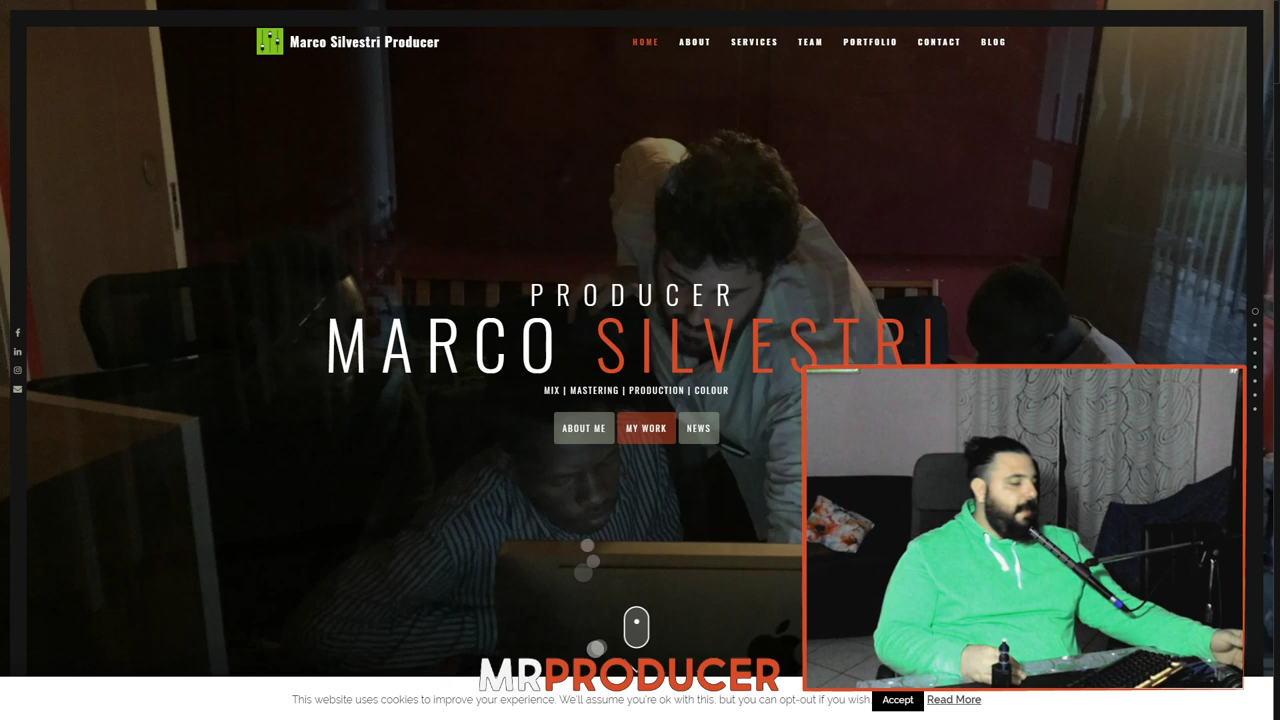 Marco Silvestri Producer
HOME ABOUT SERVICES TEAM PORTFOLIO CONTACT BLOG
PRODUCER
MARCO SILVESTRI
MIX | MASTERING | PRODUCTION | COLOUR
ABOUT ME MY WORK NEWS
MRPRODUCER
This website uses cookies to improve your experience. We'll assume you're ok with this, but you can opt-out if you wish. Accept Read More